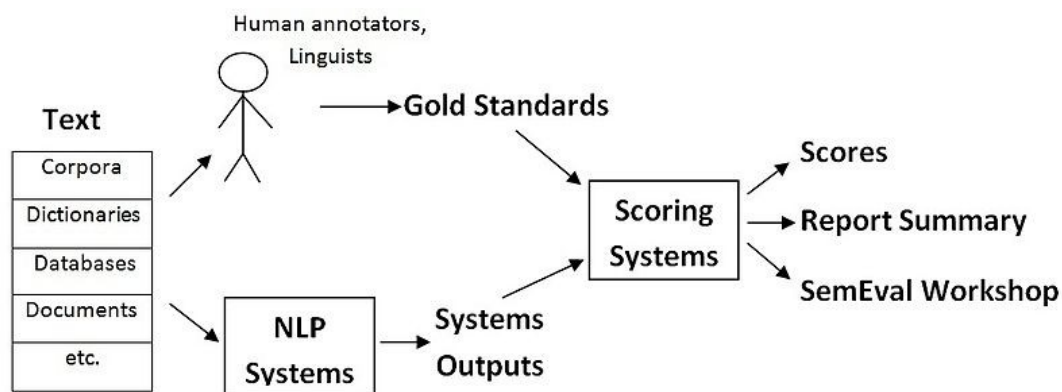 Human annotators,
Linguists
Gold Standards
Text
Corpora
Dictionaries
Databases
Documents
etc.
NLP
Systems
Systems
Outputs
Scoring
Systems
Scores
Report Summary
SemEval Workshop